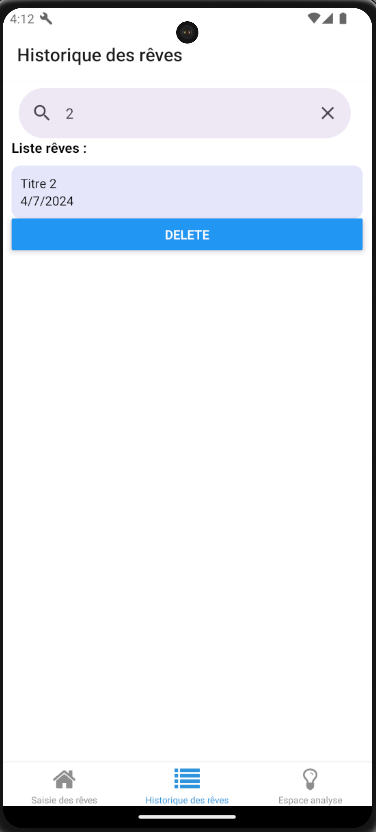 4:12
Historique des rêves
2
Liste rêves :
Titre 2
4/7/2024
DELETE
Saisie des rêves
Historique des rêves
Espace analyse